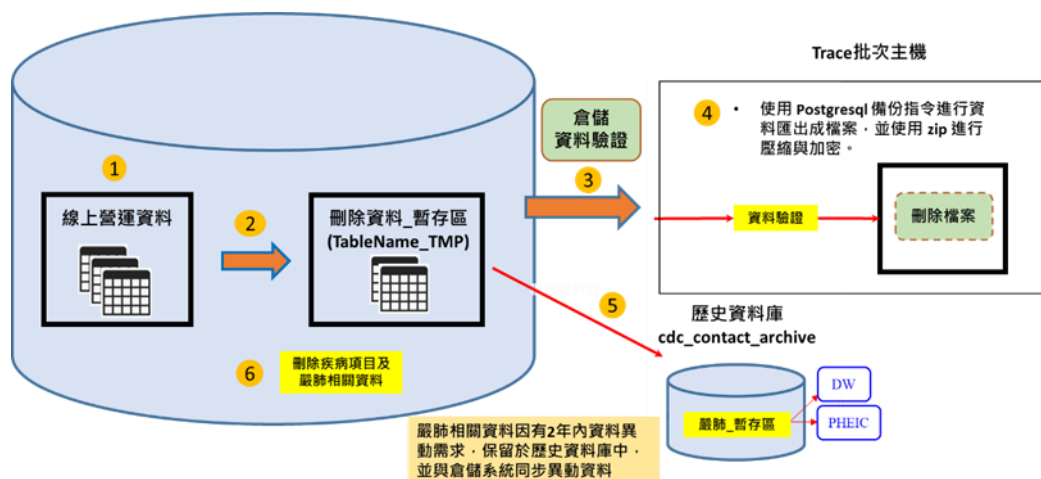 Trace批次主機
倉儲
資料驗證
3
4
• 使用 Postgresql 備份指令進行資
料匯出成檔案，並使用 zip 進行
壓縮與加密。
1
線上營運資料
2
刪除資料_暫存區
(TableName_TMP)
資料驗證
刪除檔案
5
歷史資料庫
cdc_contact_archive
6
刪除疾病項目及
嚴肺相關資料
嚴肺_暫存區
DW
PHEIC
嚴肺相關資料因有2年內資料異
動需求，保留於歷史資料庫中，
並與倉儲系統同步異動資料